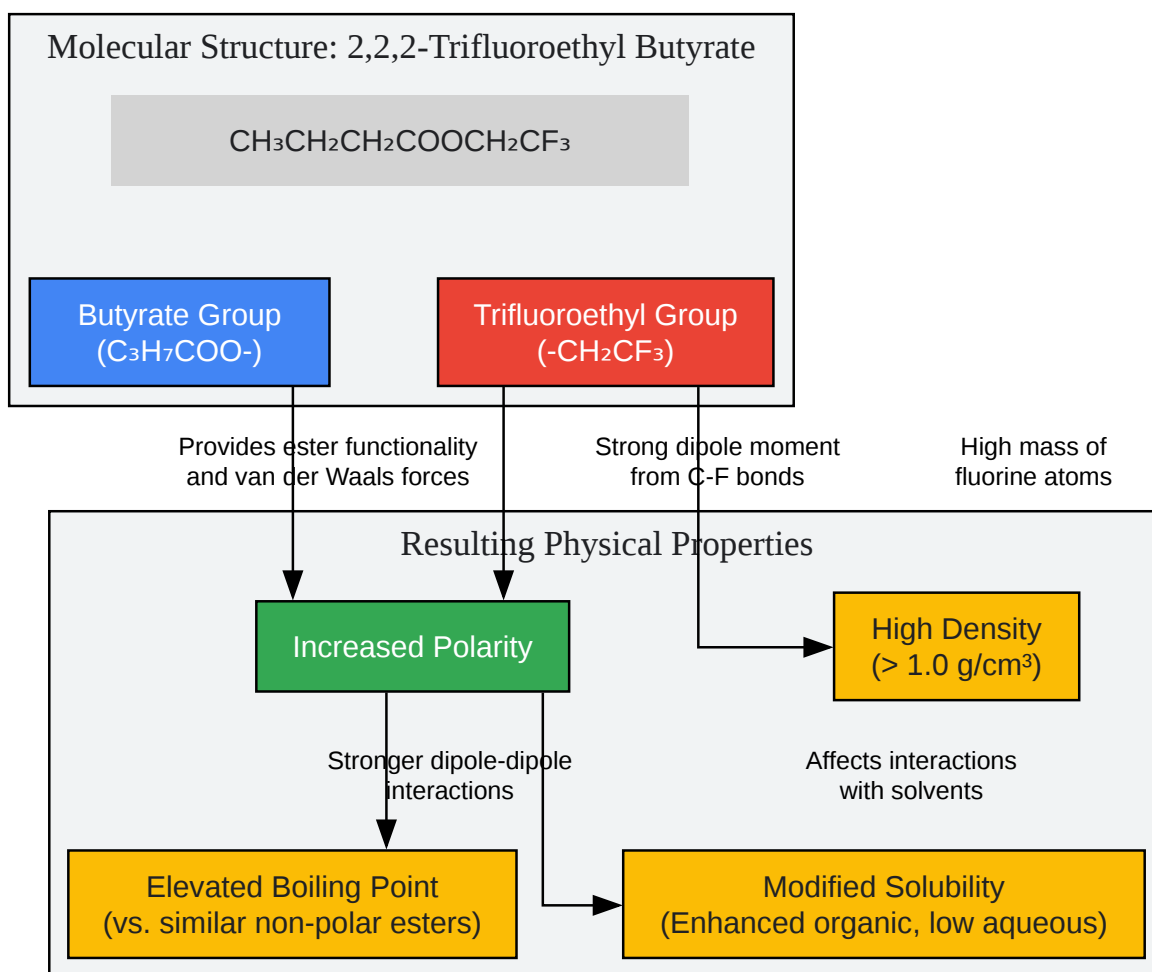 Molecular Structure: 2,2,2-Trifluoroethyl Butyrate
CH₃CH₂CH₂COOCH₂CF₃
Butyrate Group
(C₃H₇COO-)
Trifluoroethyl Group
(-CH₂CF₃)
Provides ester functionality
and van der Waals forces
Strong dipole moment
from C-F bonds
High mass of
fluorine atoms
Resulting Physical Properties
Increased Polarity
High Density
(> 1.0 g/cm³)
Stronger dipole-dipole
interactions
Affects interactions
with solvents
Elevated Boiling Point
(vs. similar non-polar esters)
Modified Solubility
(Enhanced organic, low aqueous)